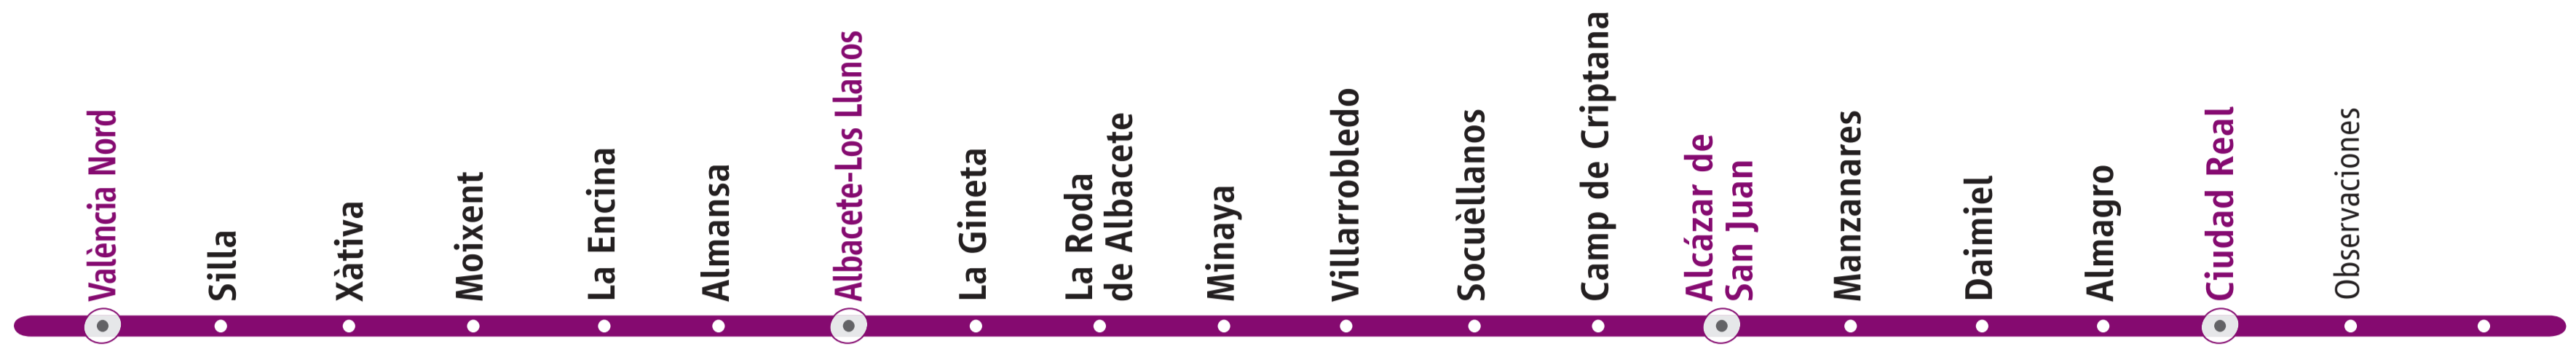 València Nord
Silla
Xàtiva
Moixent
La Encina
Almansa
Albacete-Los Llanos
La Gineta
La Roda
de Albacete
Minaya
Villarrobledo
Socuèllanos
Camp de Criptana
Alcázar de
San Juan
Manzanares
Daimiel
Almagro
Ciudad Real
Observaciones